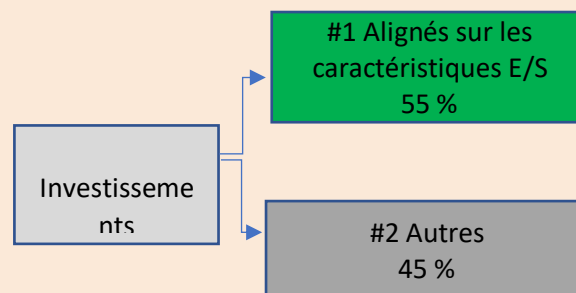 #1 Alignés sur les
caractéristiques E/S
55 %
Investisseme
nts
#2 Autres
45 %